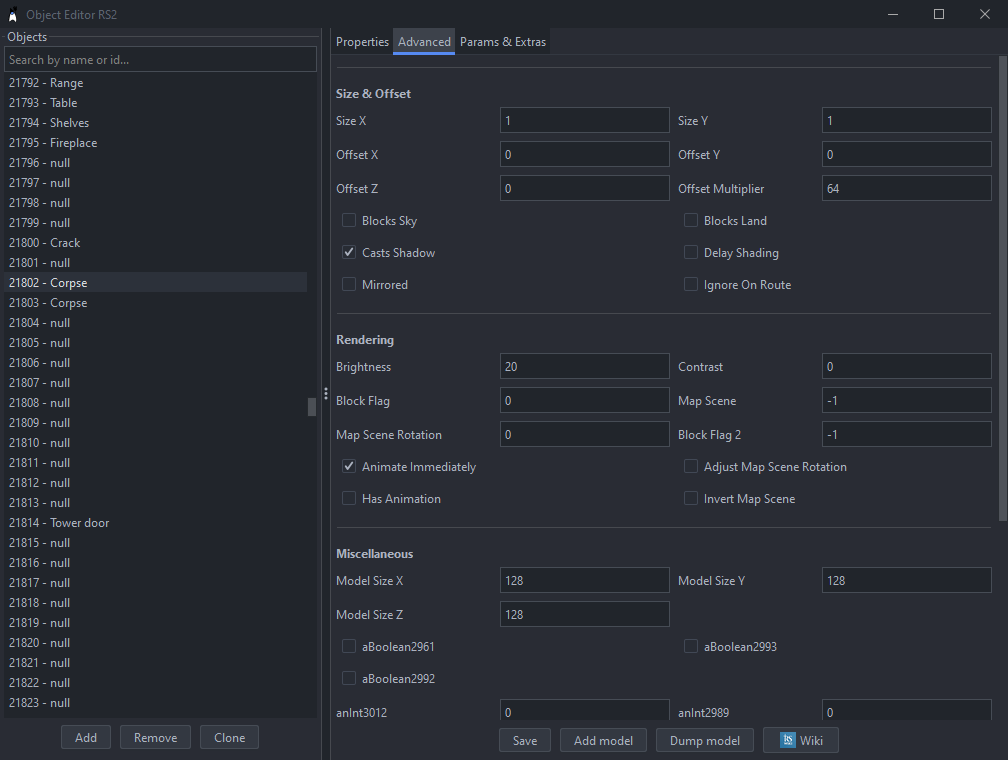 Object Editor RS2
Objects
Search by name or id...
21792 - Range
21793 - Table
21794 - Shelves
21795 - Fireplace
21796 - null
21797 - null
21798 - null
21799 - null
21800 - Crack
21801 - null
21802 - Corpse
21803 - Corpse
21804 - null
21805 - null
21806 - null
21807 - null
21808 - null
21809 - null
21810 - null
21811 - null
21812 - null
21813 - null
21814 - Tower door
21815 - null
21816 - null
21817 - null
21818 - null
21819 - null
21820 - null
21821 - null
21822 - null
21823 - null
Add Remove Clone
Properties Advanced Params & Extras
Size & Offset
Size X 1 Size Y 1
Offset X 0 Offset Y 0
Offset Z 0 Offset Multiplier 64
Blocks Sky Blocks Land
Casts Shadow Delay Shading
Mirrored Ignore On Route
Rendering
Brightness 20 Contrast 0
Block Flag 0 Map Scene -1
Map Scene Rotation 0 Block Flag 2 -1
Animate Immediately Adjust Map Scene Rotation
Has Animation Invert Map Scene
Miscellaneous
Model Size X 128 Model Size Y 128
Model Size Z 128
aBoolean2961 aBoolean2993
aBoolean2992
anInt3012 0 anInt2989 0
Save Add model Dump model RS Wiki